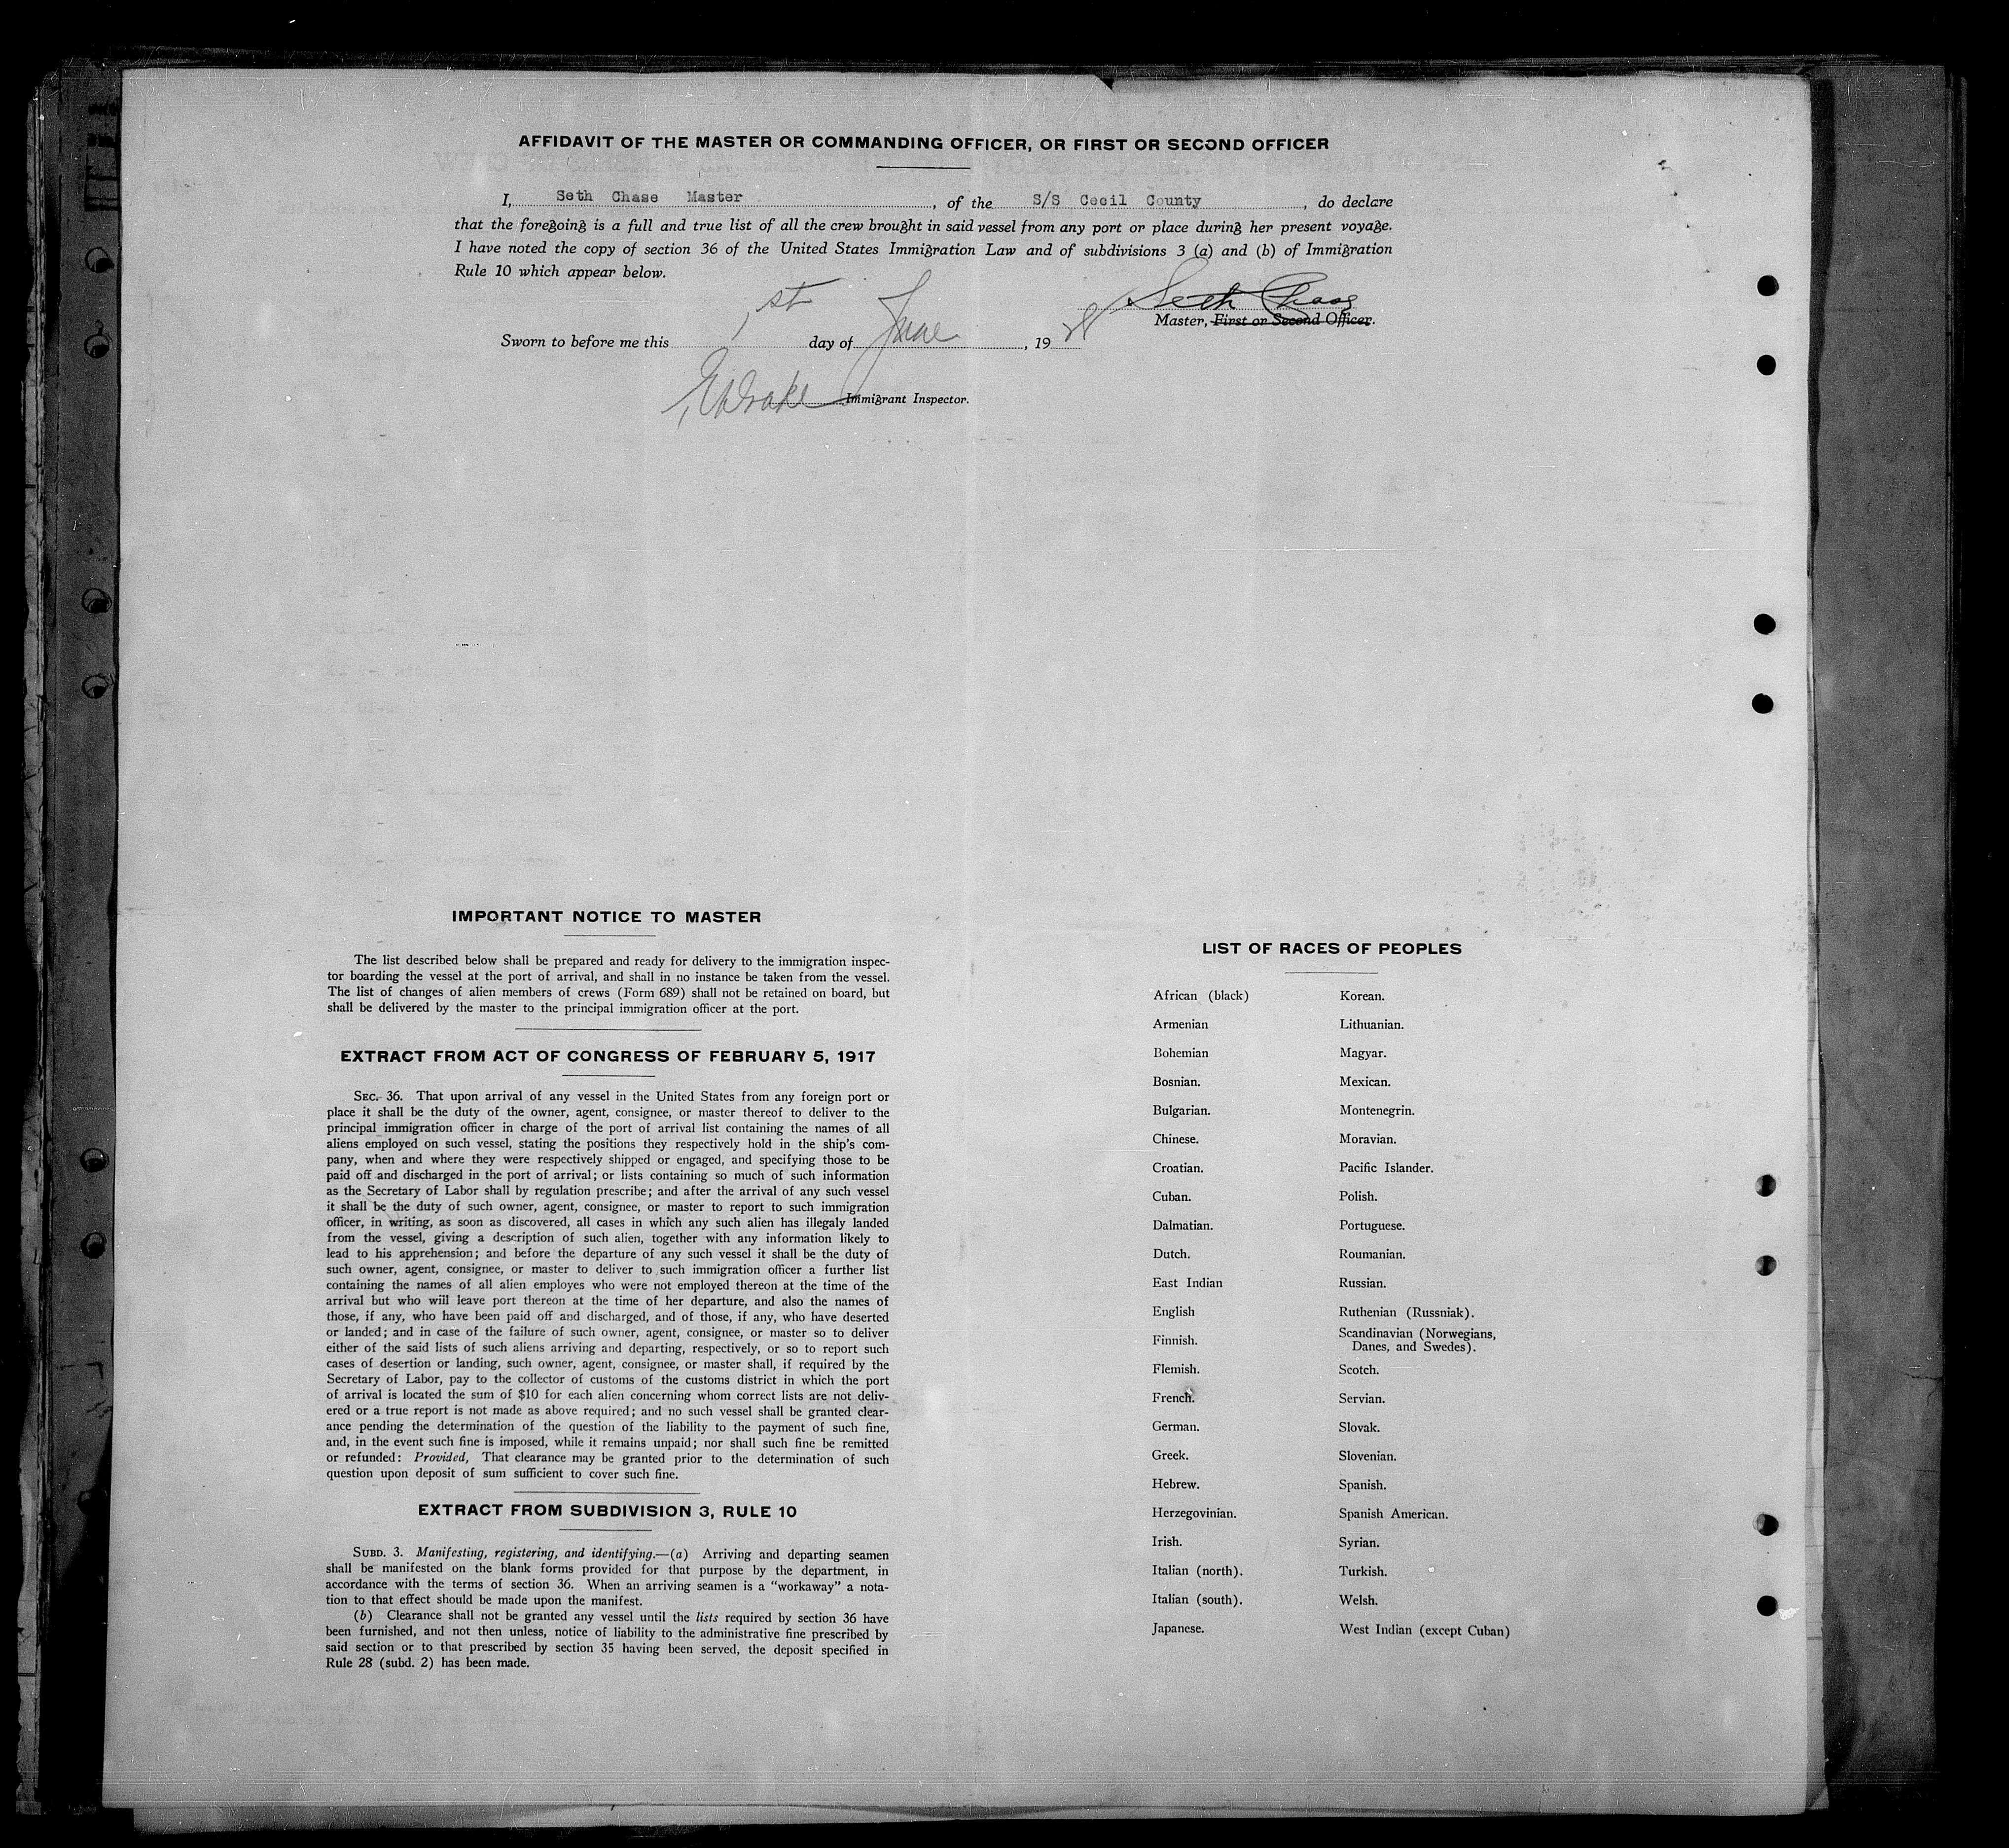 AFFIDAVIT OF THE MASTER OR COMMANDING OFFICER, OR FIRST OR SECOND OFFICER
I, Seth Chase Master, of the S/S Cecil County, do declare
that the foregoing is a full and true list of all the crew brought in said vessel from any port or place during her present voyage.
I have noted the copy of section 36 of the United States Immigration Law and of subdivisions 3 (a) and (b) of Immigration
Rule 10 which appear below.
Seth Chase
Master, First or Second Officer.
Sworn to before me this 1st day of June, 19
Immigrant Inspector.
IMPORTANT NOTICE TO MASTER
The list described below shall be prepared and ready for delivery to the immigration inspec-
tor boarding the vessel at the port of arrival, and shall in no instance be taken from the vessel.
The list of changes of alien members of crews (Form 689) shall not be retained on board, but
shall be delivered by the master to the principal immigration officer at the port.
EXTRACT FROM ACT OF CONGRESS OF FEBRUARY 5, 1917
SEC. 36. That upon arrival of any vessel in the United States from any foreign port or
place it shall be the duty of the owner, agent, consignee, or master thereof to deliver to the
principal immigration officer in charge of the port of arrival list containing the names of all
aliens employed on such vessel, stating the positions they respectively hold in the ship's com-
pany, when and where they were respectively shipped or engaged, and specifying those to be
paid off and discharged in the port of arrival; or lists containing so much of such information
as the Secretary of Labor shall by regulation prescribe; and after the arrival of any such vessel
it shall be the duty of such owner, agent, consignee, or master to report to such immigration
officer, in writing, as soon as discovered, all cases in which any such alien has illegaly landed
from the vessel, giving a description of such alien, together with any information likely to
lead to his apprehension; and before the departure of any such vessel it shall be the duty of
such owner, agent, consignee, or master to deliver to such immigration officer a further list
containing the names of all alien employes who were not employed thereon at the time of the
arrival but who will leave port thereon at the time of her departure, and also the names of
those, if any, who have been paid off and discharged, and of those, if any, who have deserted
or landed; and in case of the failure of such owner, agent, consignee, or master so to deliver
either of the said lists of such aliens arriving and departing, respectively, or so to report such
cases of desertion or landing, such owner, agent, consignee, or master shall, if required by the
Secretary of Labor, pay to the collector of customs of the customs district in which the port
of arrival is located the sum of $10 for each alien concerning whom correct lists are not deliv-
ered or a true report is not made as above required; and no such vessel shall be granted clear-
ance pending the determination of the question of the liability to the payment of such fine,
and, in the event such fine is imposed, while it remains unpaid; nor shall such fine be remitted
or refunded: Provided, That clearance may be granted prior to the determination of such
question upon deposit of sum sufficient to cover such fine.
EXTRACT FROM SUBDIVISION 3, RULE 10
SUBD. 3. Manifesting, registering, and identifying.—(a) Arriving and departing seamen
shall be manifested on the blank forms provided for that purpose by the department, in
accordance with the terms of section 36. When an arriving seamen is a "workaway" a nota-
tion to that effect should be made upon the manifest.
(b) Clearance shall not be granted any vessel until the lists required by section 36 have
been furnished, and not then unless, notice of liability to the administrative fine prescribed by
said section or to that prescribed by section 35 having been served, the deposit specified in
Rule 28 (subd. 2) has been made.
LIST OF RACES OF PEOPLES
African (black)
Armenian
Bohemian
Bosnian.
Bulgarian.
Chinese.
Croatian.
Cuban.
Dalmatian.
Dutch.
East Indian
English
Finnish.
Flemish.
French.
German.
Greek.
Hebrew.
Herzegovinian.
Irish.
Italian (north).
Italian (south).
Japanese.
Korean.
Lithuanian.
Magyar.
Mexican.
Montenegrin.
Moravian.
Pacific Islander.
Polish.
Portuguese.
Roumanian.
Russian.
Ruthenian (Russniak).
Scandinavian (Norwegians,
Danes, and Swedes).
Scotch.
Servian.
Slovak.
Slovenian.
Spanish.
Spanish American.
Syrian.
Turkish.
Welsh.
West Indian (except Cuban)